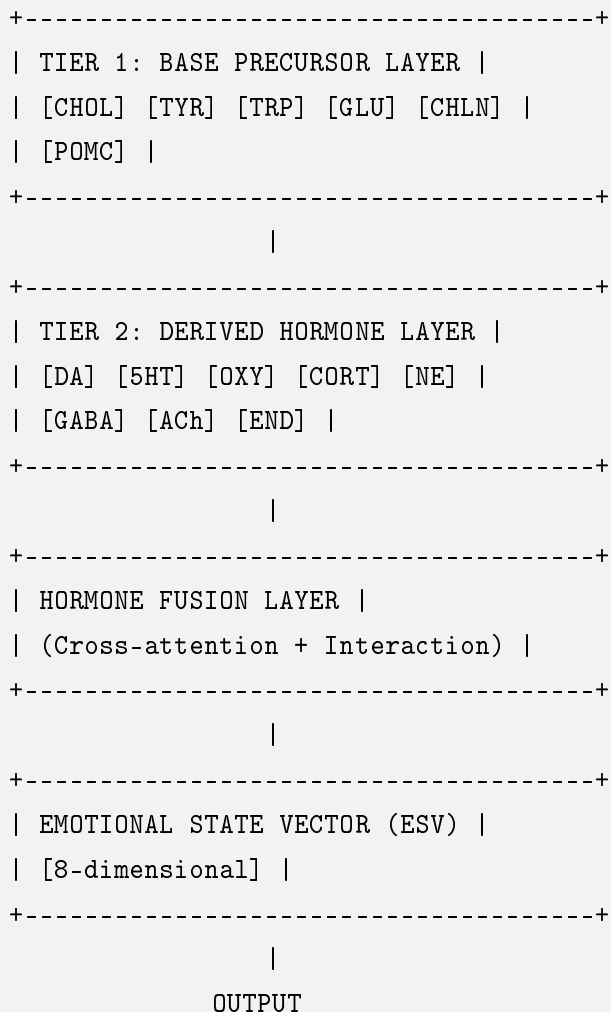 +--------------------------------------+
| TIER 1: BASE PRECURSOR LAYER |
| [CHOL] [TYR] [TRP] [GLU] [CHLN] |
| [POMC] |
+--------------------------------------+
|
+--------------------------------------+
| TIER 2: DERIVED HORMONE LAYER |
| [DA] [5HT] [OXY] [CORT] [NE] |
| [GABA] [ACh] [END] |
+--------------------------------------+
|
+--------------------------------------+
| HORMONE FUSION LAYER |
| (Cross-attention + Interaction) |
+--------------------------------------+
|
+--------------------------------------+
| EMOTIONAL STATE VECTOR (ESV) |
| [8-dimensional] |
+--------------------------------------+
|
OUTPUT